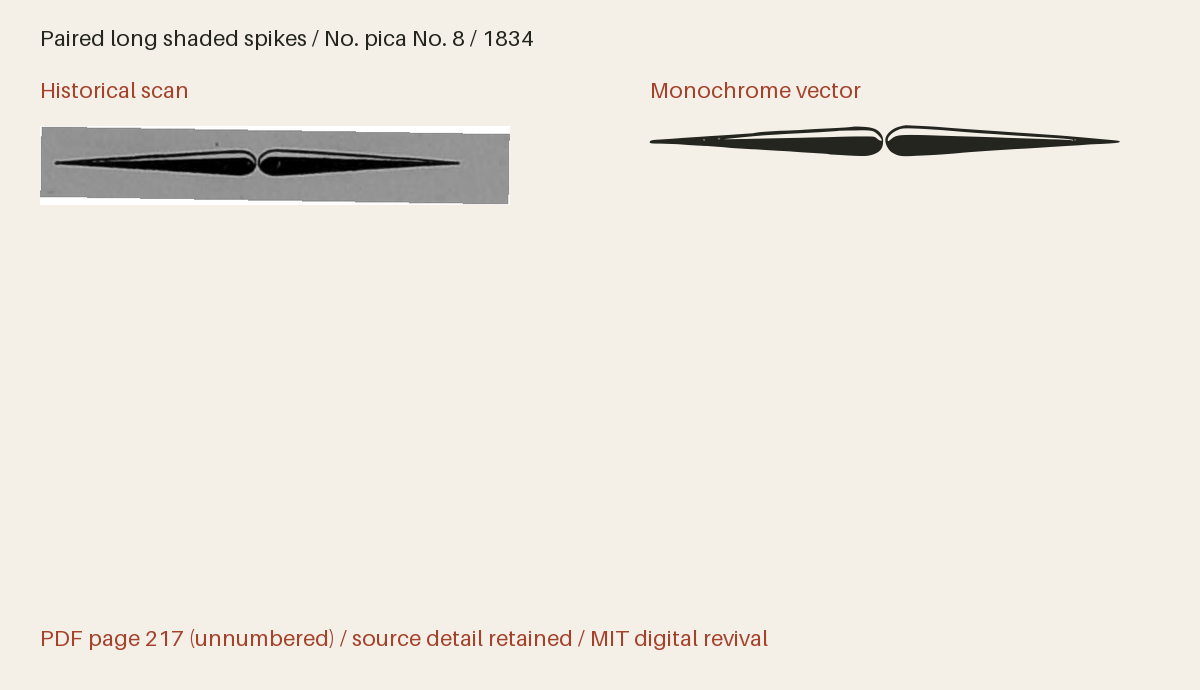 Paired long shaded spikes / No. pica No. 8 / 1834
Historical scan
Monochrome vector
PDF page 217 (unnumbered) / source detail retained / MIT digital revival